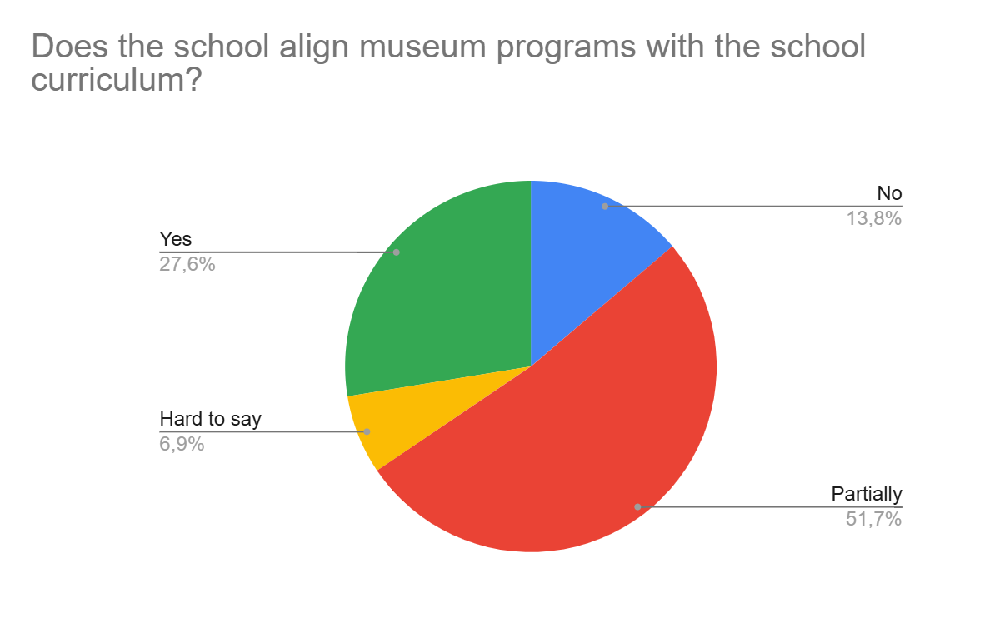 Does the school align museum programs with the school
curriculum?
No
13,8%
Yes
27,6%
Hard to say
6,9%
Partially
51,7%